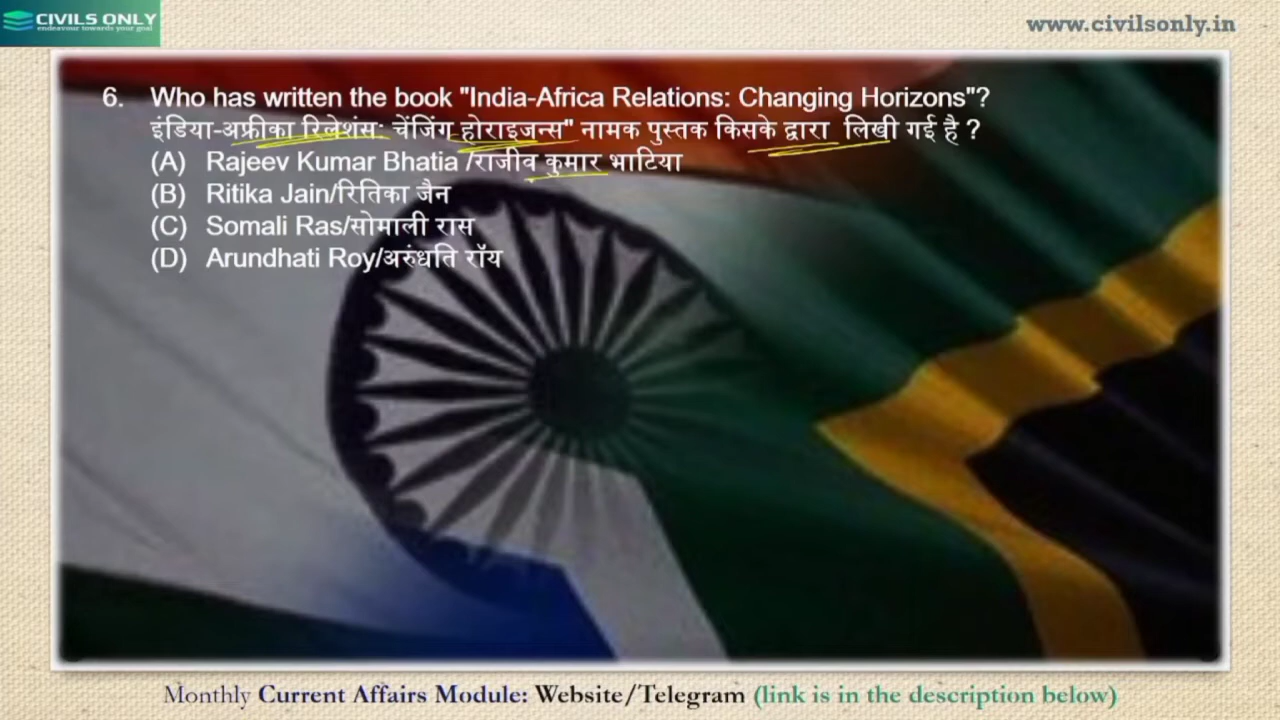 CIVILS ONLY
endeavour towards your goal
www.civilsonly.in
6. Who has written the book "India-Africa Relations: Changing Horizons"?
इंडिया-अफ्रीका रिलेशंस: चेंजिंग होराइजन्स" नामक पुस्तक किसके द्वारा लिखी गई है ?
(A) Rajeev Kumar Bhatia /राजीव कुमार भाटिया
(B) Ritika Jain/रितिका जैन
(C) Somali Ras/सोमाली रास
(D) Arundhati Roy/अरुंधति रॉय
Monthly Current Affairs Module: Website/Telegram (link is in the description below)